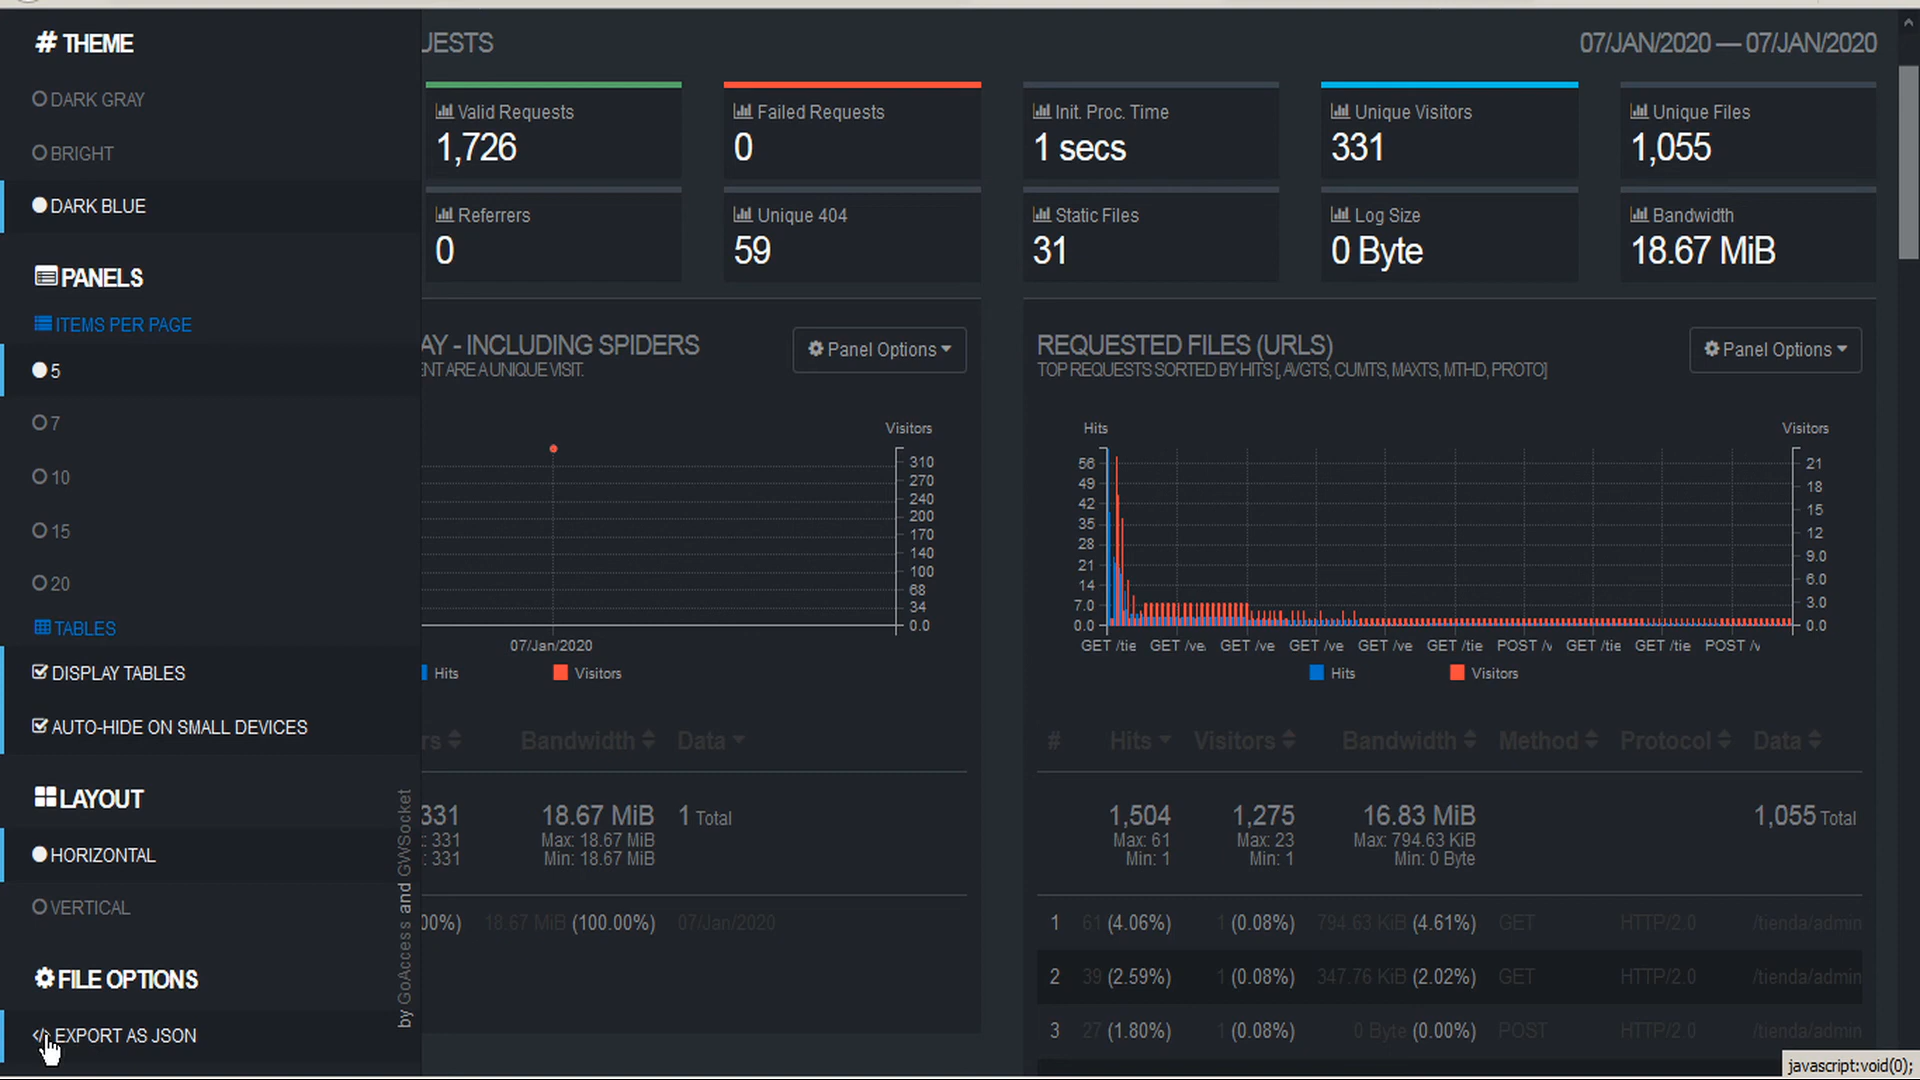 # THEME
DARK GRAY
BRIGHT
DARK BLUE
PANELS
ITEMS PER PAGE
5
7
10
15
20
TABLES
DISPLAY TABLES
AUTO-HIDE ON SMALL DEVICES
LAYOUT
HORIZONTAL
VERTICAL
FILE OPTIONS
</> EXPORT AS JSON
by GoAccess and GWSocket
UESTS
07/JAN/2020 — 07/JAN/2020
Valid Requests
1,726
Failed Requests
0
Init. Proc. Time
1 secs
Unique Visitors
331
Unique Files
1,055
Referrers
0
Unique 404
59
Static Files
31
Log Size
0 Byte
Bandwidth
18.67 MiB
AY - INCLUDING SPIDERS
ENT ARE A UNIQUE VISIT.
Panel Options
Visitors
310
270
240
200
170
140
100
68
34
0.0
07/Jan/2020
Hits Visitors
rs Bandwidth Data
331 18.67 MiB 1 Total
: 331 Max: 18.67 MiB
: 331 Min: 18.67 MiB
00%) 18.67 MiB (100.00%) 07/Jan/2020
REQUESTED FILES (URLS)
TOP REQUESTS SORTED BY HITS [, AVGTS, CUMTS, MAXTS, MTHD, PROTO]
Panel Options
Hits Visitors
56
49
42
35
28
21
14
7.0
0.0
21
18
15
12
9.0
6.0
3.0
0.0
GET /tie GET /ve GET /ve GET /ve GET /ve GET /tie POST /v GET /tie GET /tie POST /v
Hits Visitors
# Hits Visitors Bandwidth Method Protocol Data
1,504 1,275 16.83 MiB 1,055 Total
Max: 61 Max: 23 Max: 794.63 KiB
Min: 1 Min: 1 Min: 0 Byte
1 61 (4.06%) 1 (0.08%) 794.63 KiB (4.61%) GET HTTP/2.0 /tienda/admin
2 39 (2.59%) 1 (0.08%) 347.76 KiB (2.02%) GET HTTP/2.0 /tienda/admin
3 27 (1.80%) 1 (0.08%) 0 Byte (0.00%) POST HTTP/2.0 /tienda/admin
javascript:void(0);